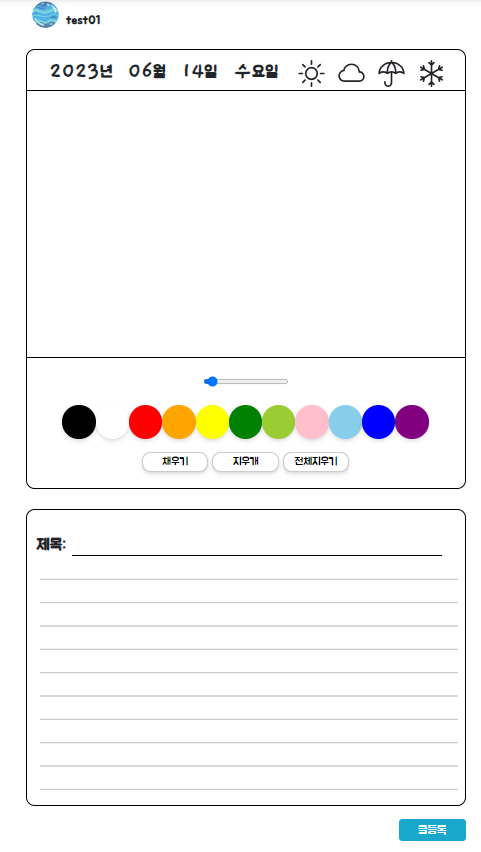 test01
2023년 06월 14일 수요일
채우기 지우개 전체지우기
제목:
글등록